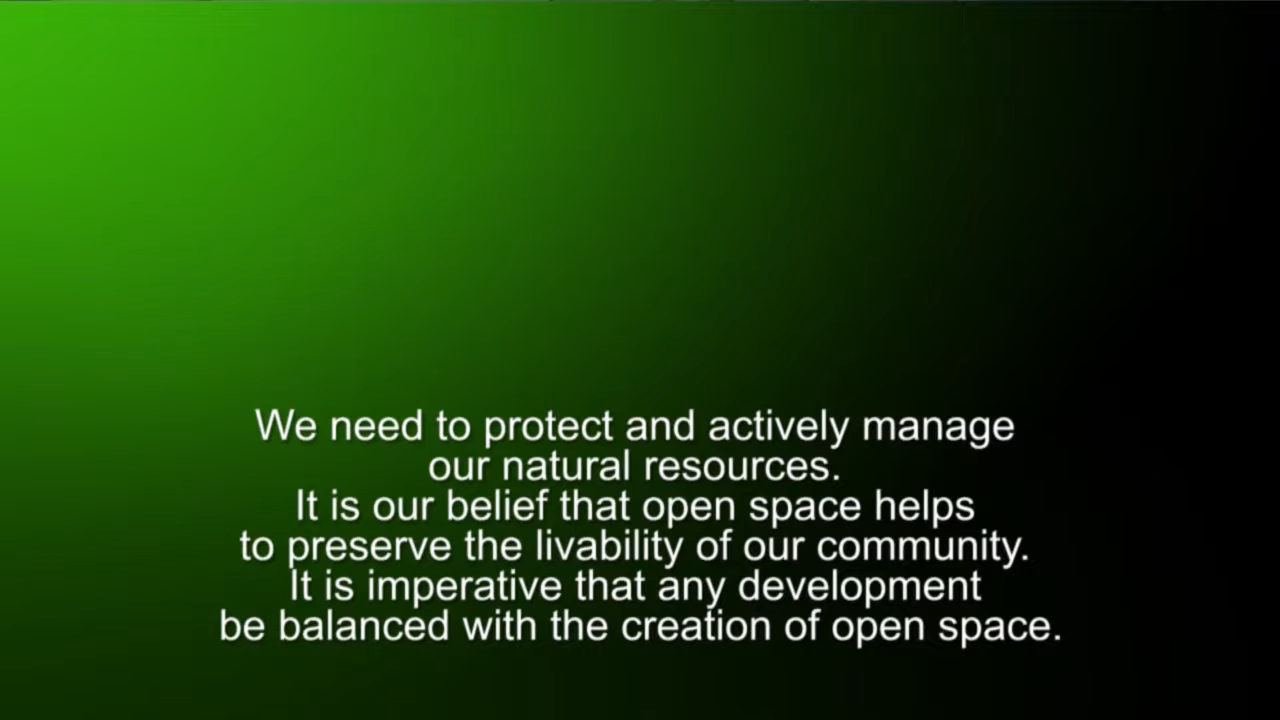 We need to protect and actively manage
our natural resources.
It is our belief that open space helps
to preserve the livability of our community.
It is imperative that any development
be balanced with the creation of open space.